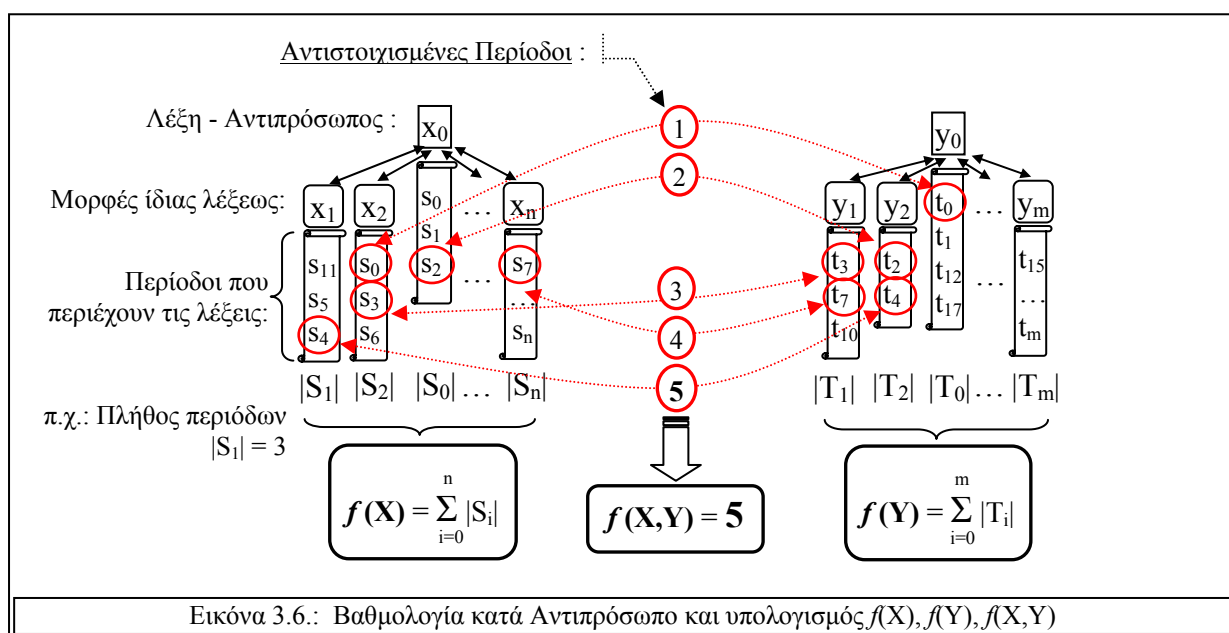 Αντιστοιχισμένες Περίοδοι :
Λέξη - Αντιπρόσωπος :
x0
1
y0
2
Μορφές ίδιας λέξεως:
x1
x2
s0
…
xn
y1
y2
t0
…
ym
s1
t1
Περίοδοι που
περιέχουν τις λέξεις:
s11
s0
s2
…
s7
t3
t2
t12
…
t15
s5
s3
…
3
t7
t4
t17
…
s4
s6
sn
4
t10
tm
|S1|
|S2|
|S0|
…
|Sn|
5
|T1|
|T2|
|T0|
…
|Tm|
π.χ.: Πλήθος περιόδων
|S1| = 3
f(X) = Σ |Si|
n
i=0
f(X,Y) = 5
f(Y) = Σ |Ti|
m
i=0
Εικόνα 3.6.: Βαθμολογία κατά Αντιπρόσωπο και υπολογισμός f(X), f(Y), f(X,Y)